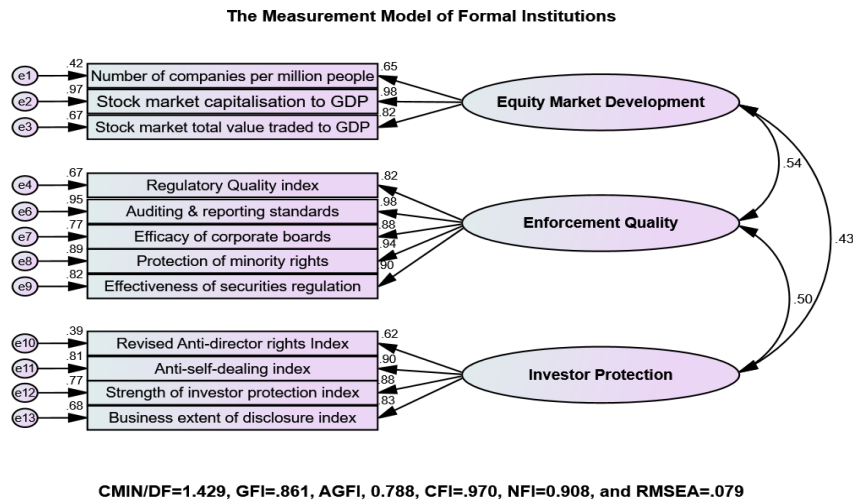 The Measurement Model of Formal Institutions
e1 .42 Number of companies per million people .65
e2 .97 Stock market capitalisation to GDP .98
e3 .67 Stock market total value traded to GDP .82
Equity Market Development
.54
e4 .67 Regulatory Quality index .82
e6 .95 Auditing & reporting standards .98
e7 .77 Efficacy of corporate boards .88
e8 .89 Protection of minority rights .94
e9 .82 Effectiveness of securities regulation .90
Enforcement Quality
.43
.50
e10 .39 Revised Anti-director rights Index .62
e11 .81 Anti-self-dealing index .90
e12 .77 Strength of investor protection index .88
e13 .68 Business extent of disclosure index .83
Investor Protection
CMIN/DF=1.429, GFI=.861, AGFI, 0.788, CFI=.970, NFI=0.908, and RMSEA=.079